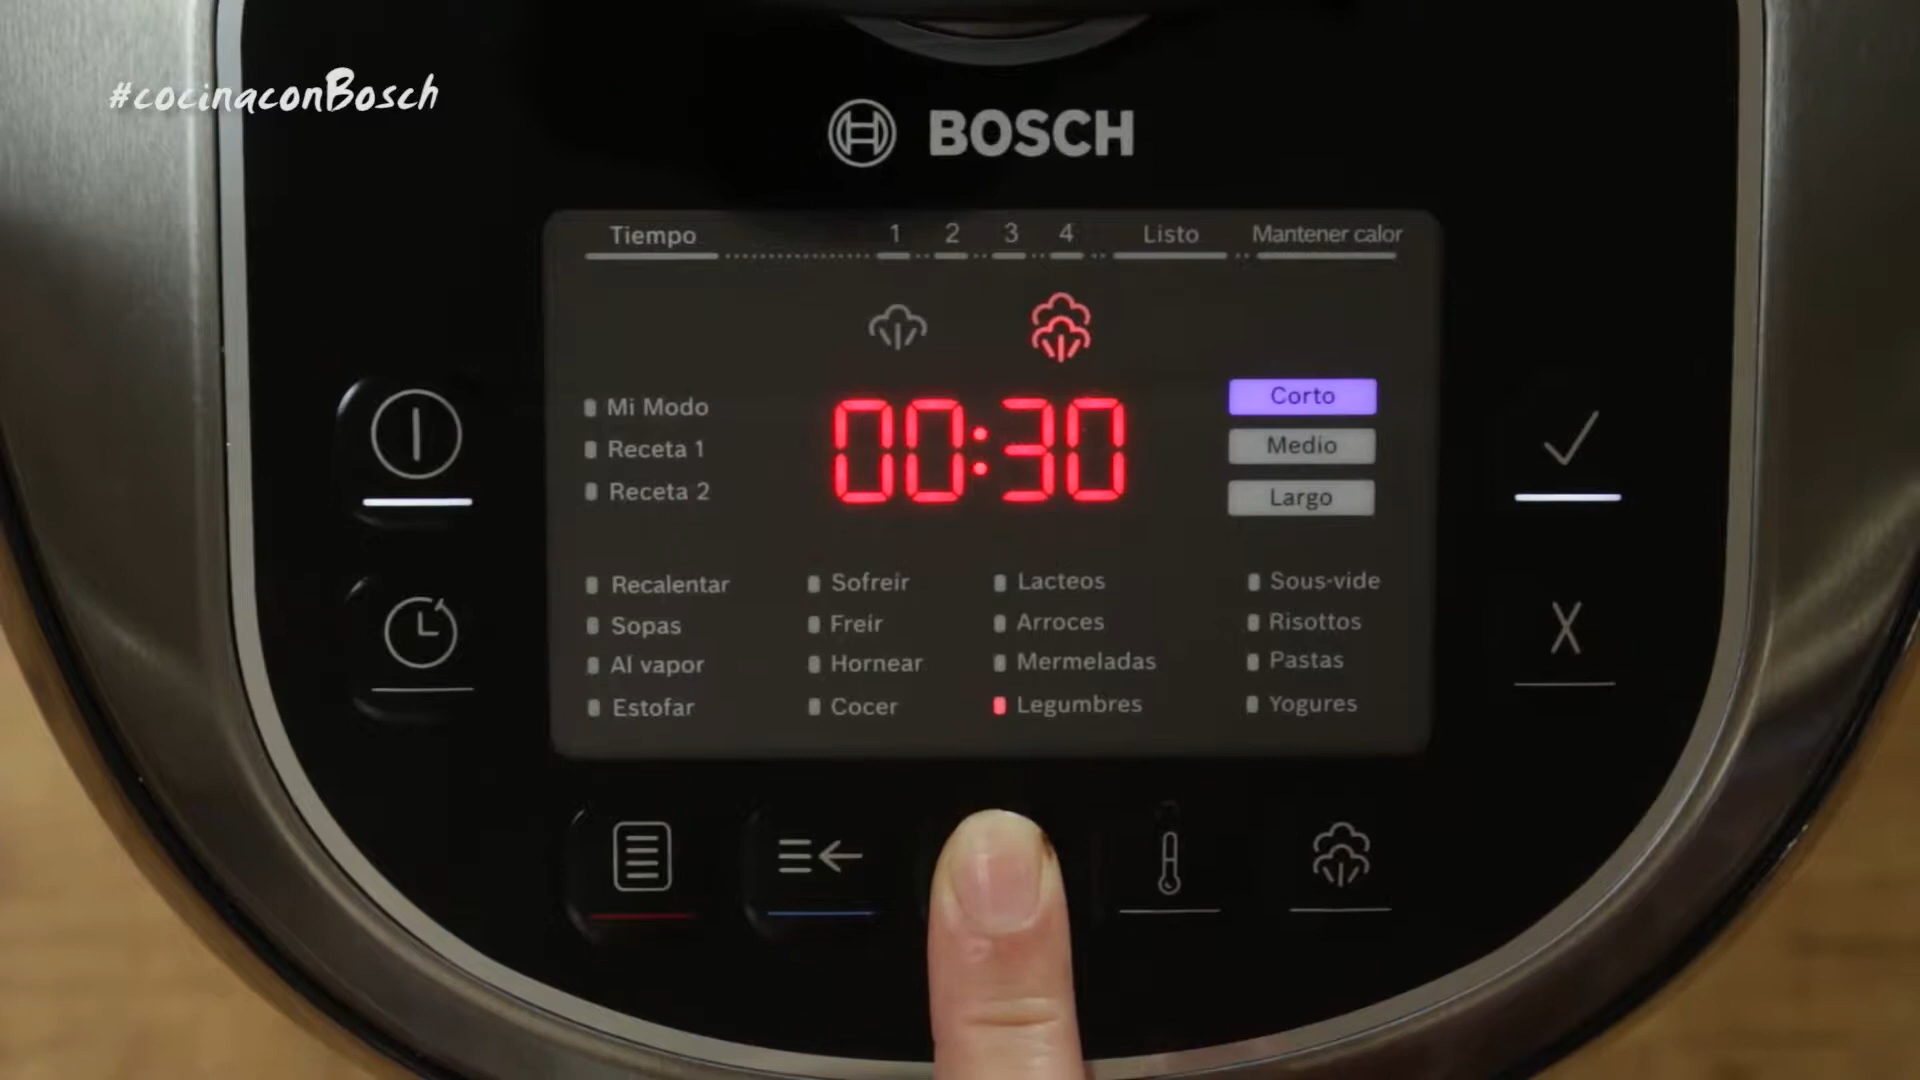 #cocinaconBosch
BOSCH
Tiempo 1 2 3 4 Listo Mantener calor
Mi Modo
Receta 1
Receta 2
00:30
Corto
Medio
Largo
Recalentar Sofreir Lacteos Sous-vide
Sopas Freir Arroces Risottos
Al vapor Hornear Mermeladas Pastas
Estofar Cocer Legumbres Yogures